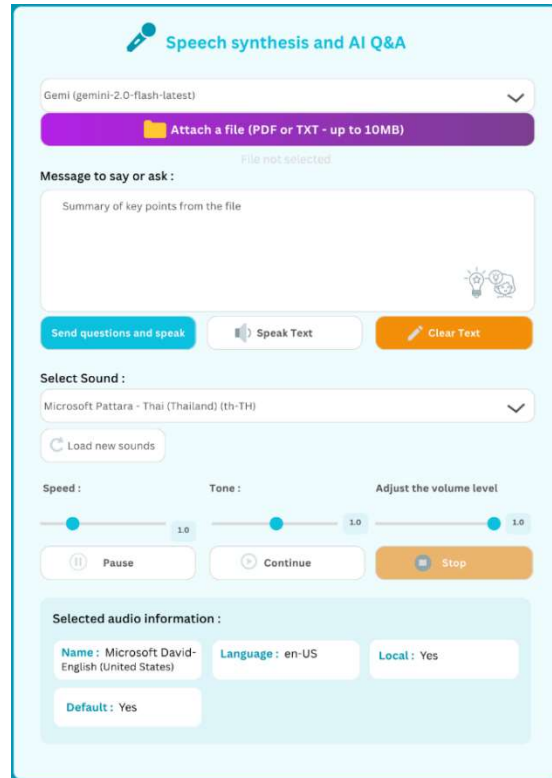 Speech synthesis and AI Q&A
Gemi (gemini-2.0-flash-latest)
Attach a file (PDF or TXT - up to 10MB)
File not selected
Message to say or ask :
Summary of key points from the file
Send questions and speak
Speak Text
Clear Text
Select Sound :
Microsoft Pattara - Thai (Thailand) (th-TH)
Load new sounds
Speed :
Tone :
Adjust the volume level
1.0
1.0
1.0
Pause
Continue
Stop
Selected audio information :
Name : Microsoft David-
English (United States)
Language : en-US
Local : Yes
Default : Yes